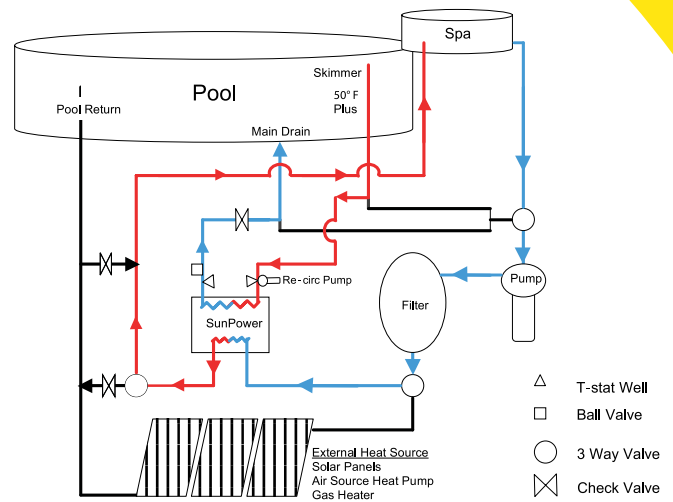 Spa
Skimmer
50° F
Plus
Pool
Pool Return
Main Drain
Re-circ Pump
Pump
Filter
SunPower
T-stat Well
Ball Valve
3 Way Valve
Check Valve
External Heat Source
Solar Panels
Air Source Heat Pump
Gas Heater